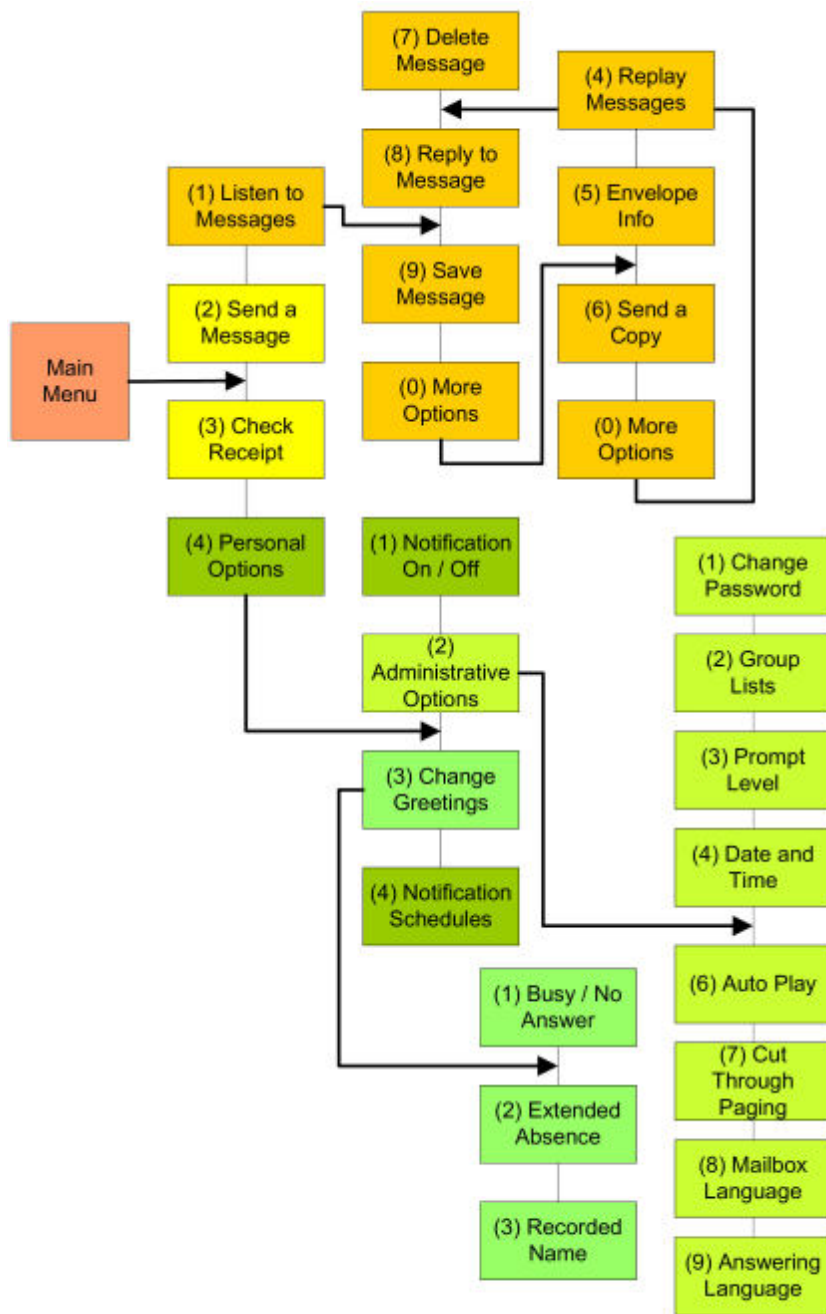 Main
Menu
(1) Listen to
Messages
(2) Send a
Message
(3) Check
Receipt
(4) Personal
Options
(7) Delete
Message
(8) Reply to
Message
(9) Save
Message
(0) More
Options
(4) Replay
Messages
(5) Envelope
Info
(6) Send a
Copy
(0) More
Options
(1) Notification
On / Off
(2)
Administrative
Options
(3) Change
Greetings
(4) Notification
Schedules
(1) Busy / No
Answer
(2) Extended
Absence
(3) Recorded
Name
(1) Change
Password
(2) Group
Lists
(3) Prompt
Level
(4) Date and
Time
(6) Auto Play
(7) Cut
Through
Paging
(8) Mailbox
Language
(9) Answering
Language